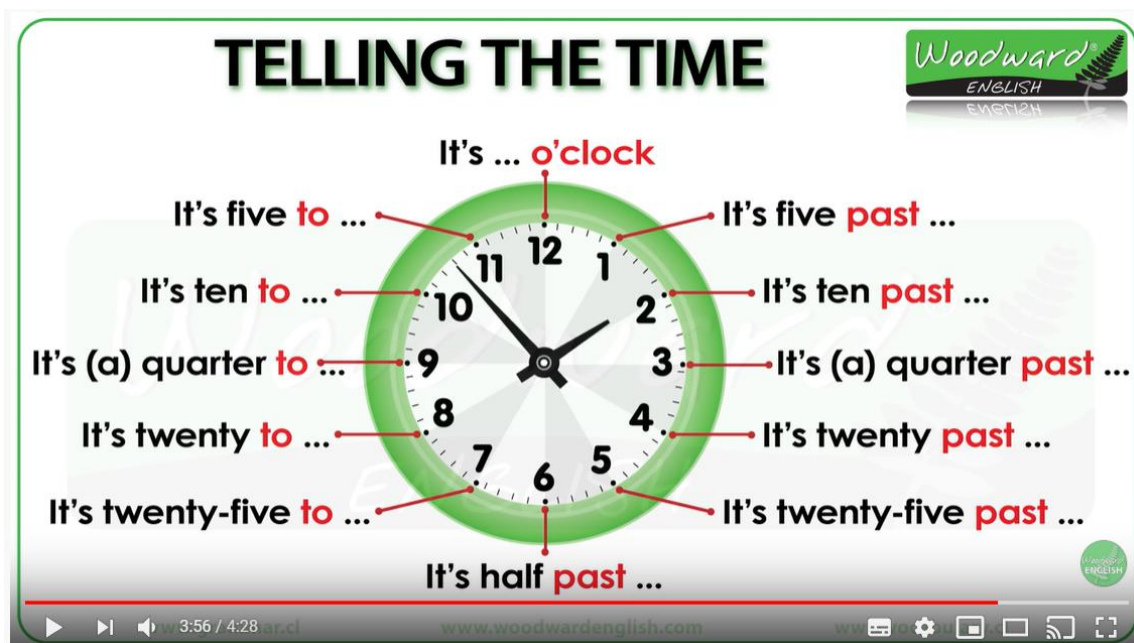 TELLING THE TIME
Woodward®
ENGLISH
It's ... o'clock
It's five to ...
It's five past ...
It's ten to ...
It's ten past ...
It's (a) quarter to ...
It's (a) quarter past ...
It's twenty to ...
It's twenty past ...
It's twenty-five to ...
It's twenty-five past ...
It's half past ...
12
1
2
3
4
5
6
7
8
9
10
11
ENGLISH
3:56 / 4:28
www.woodwardenglish.com